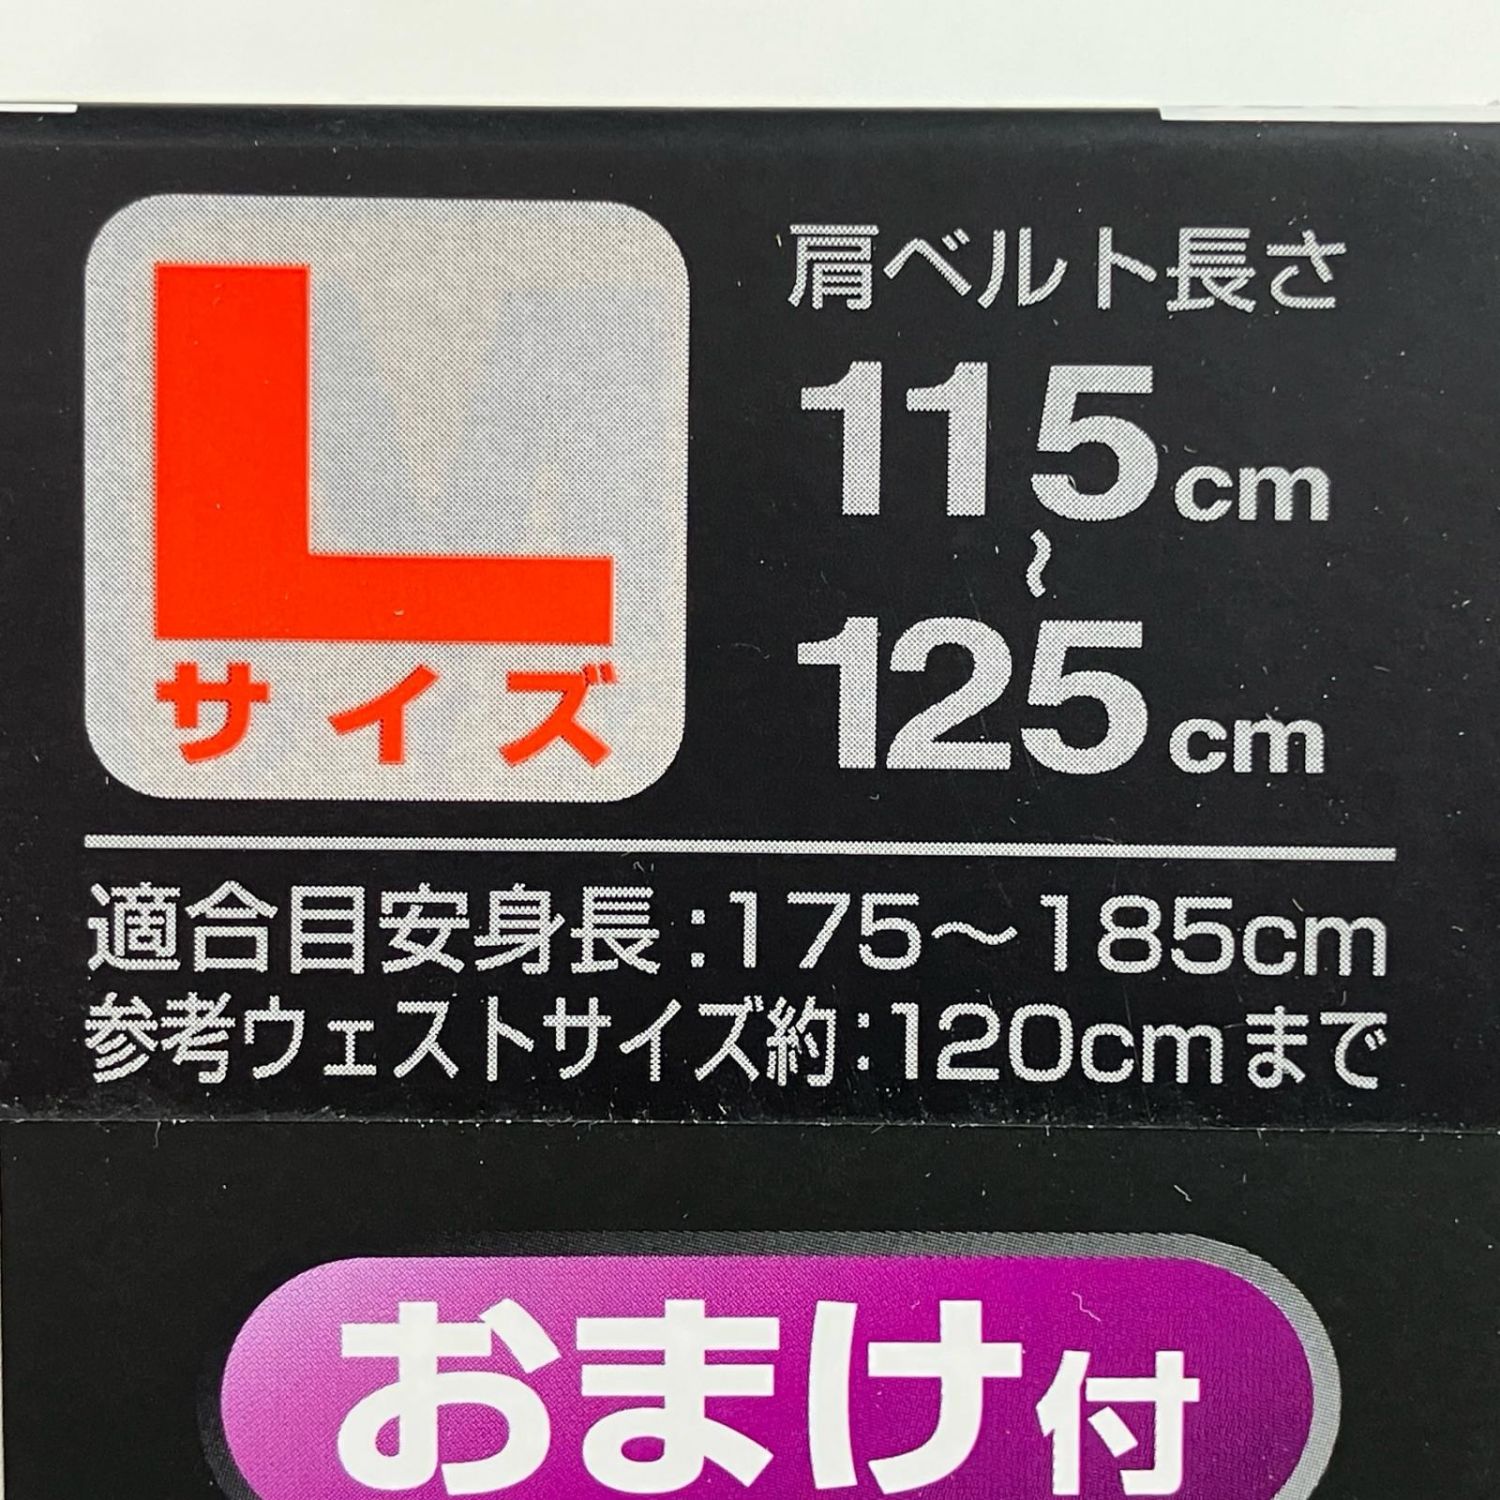 L
サイズ
肩ベルト長さ
115cm
〜
125cm
適合目安身長:175〜185cm
参考ウェストサイズ約:120cmまで
おまけ付